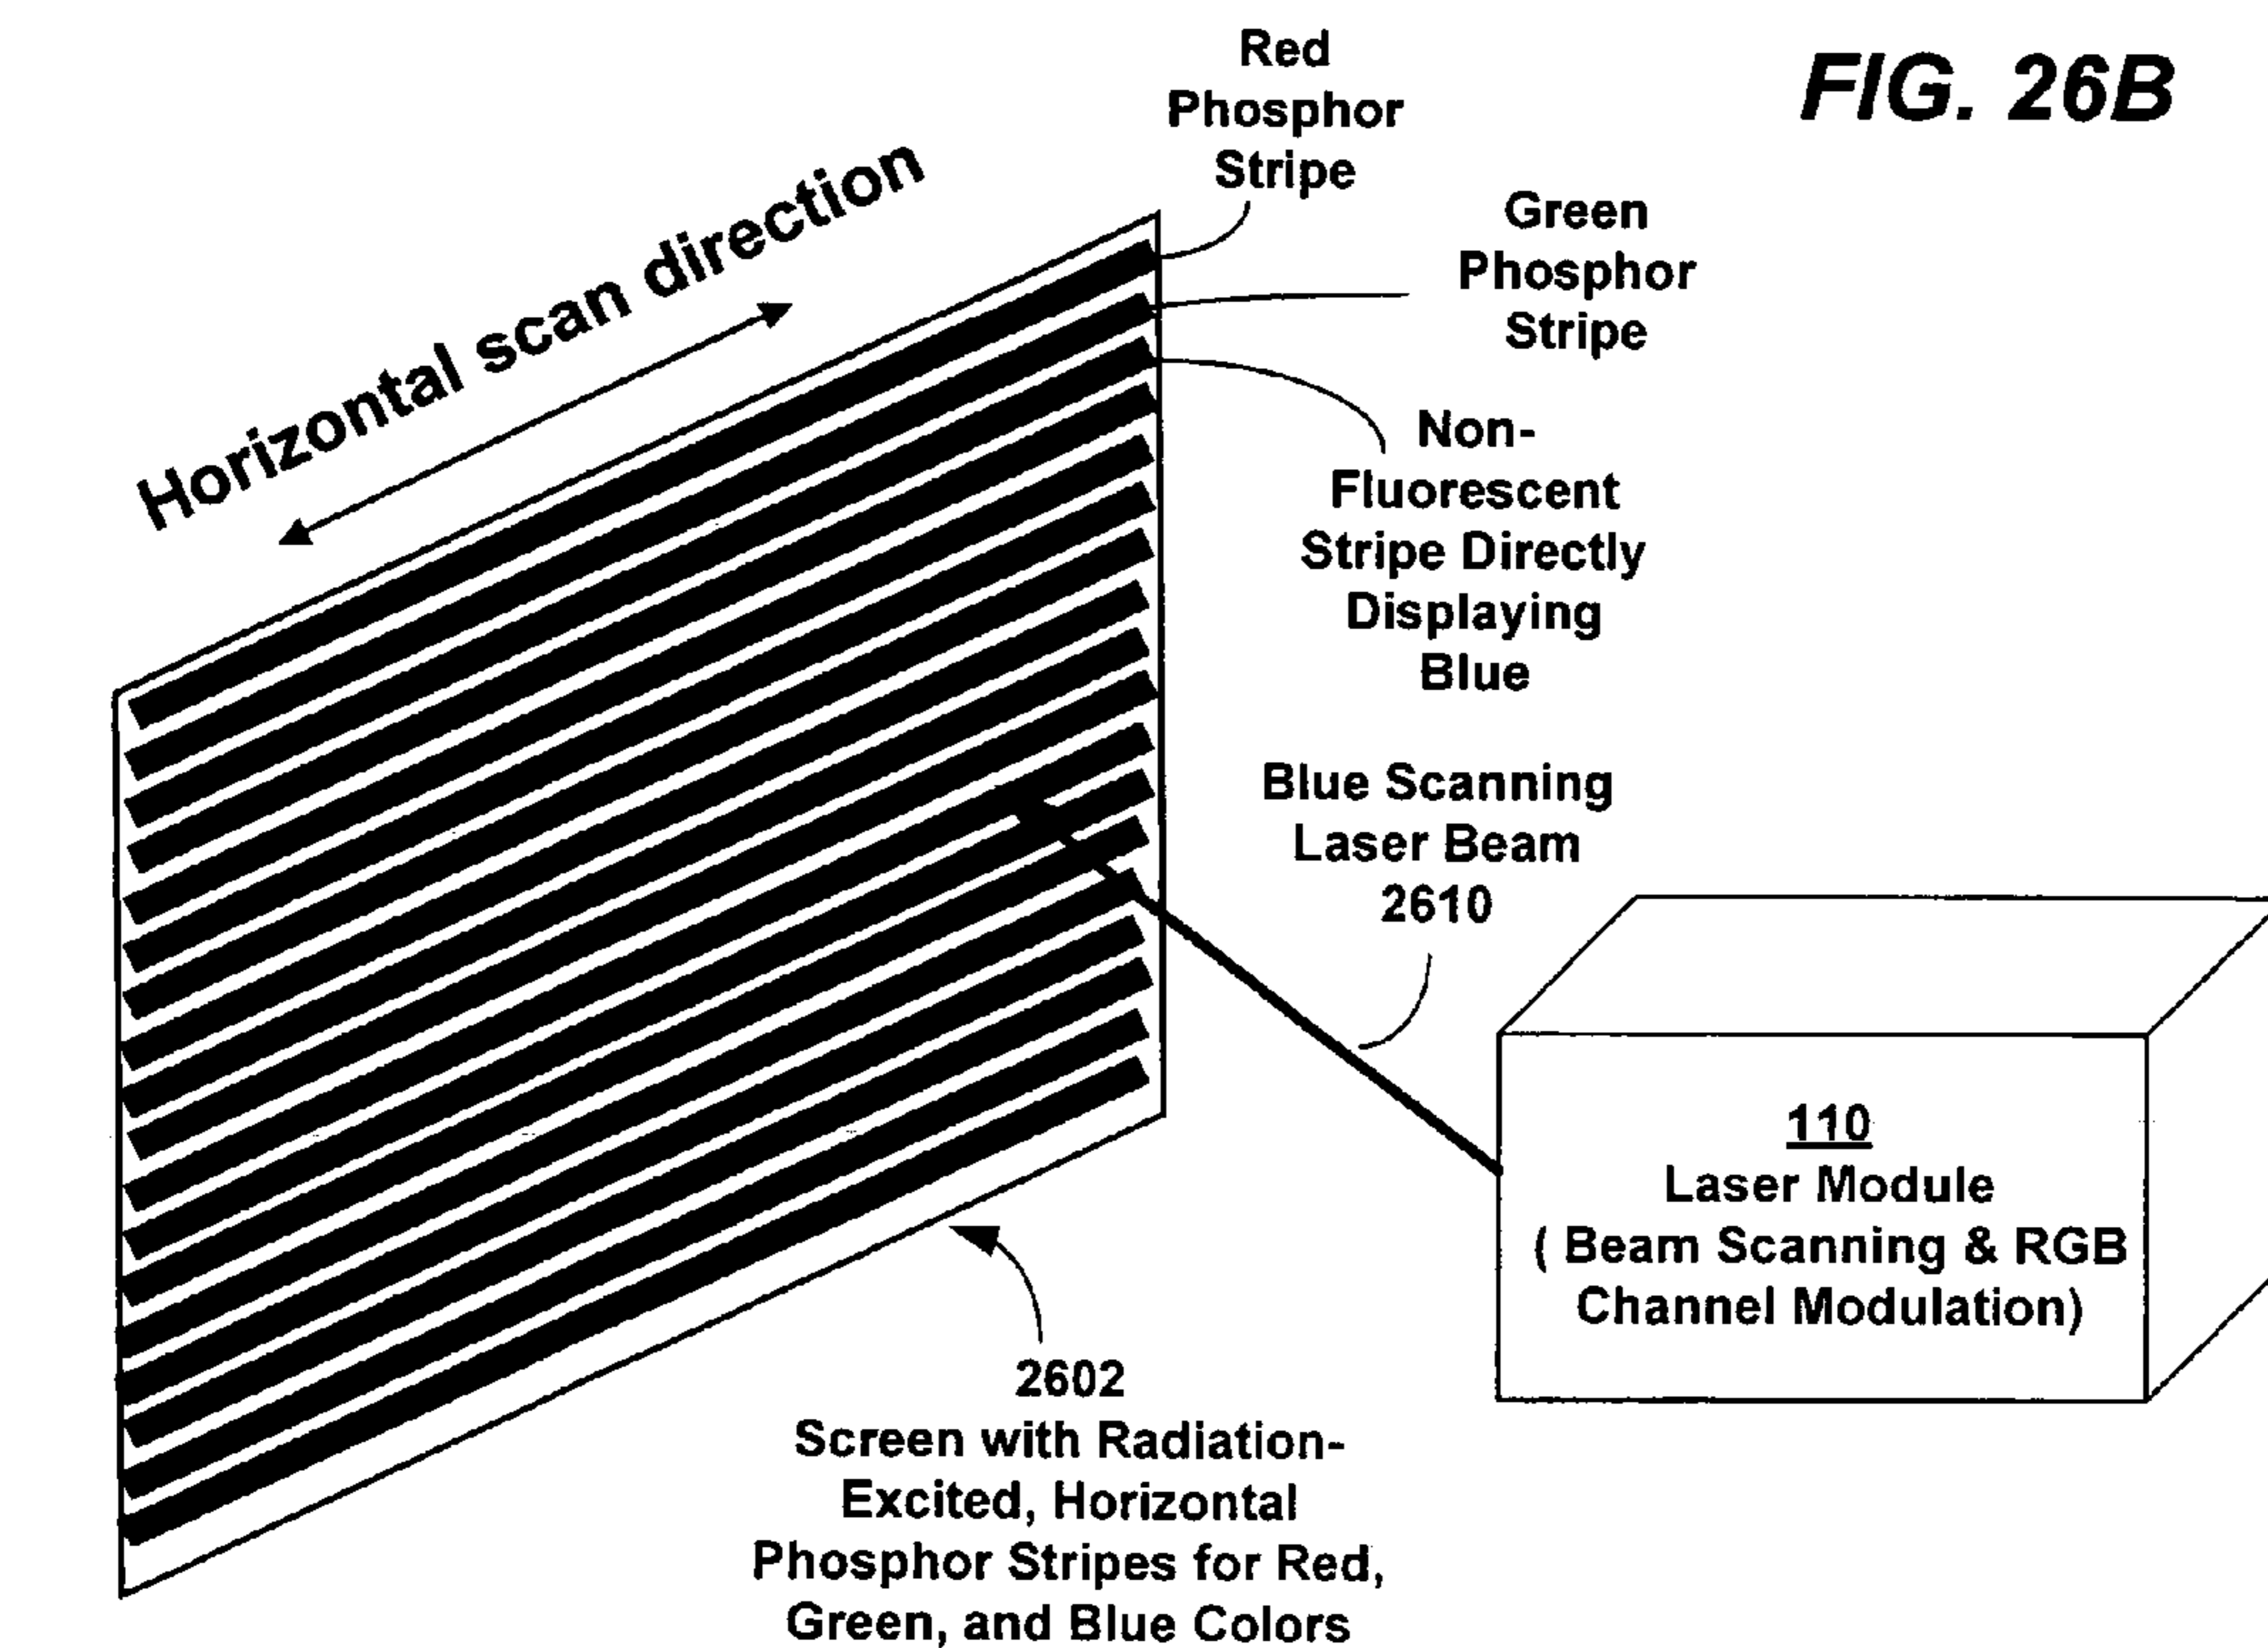 FIG. 26B
Red
Phosphor
Stripe
Green
Phosphor
Stripe
Horizontal scan direction
Non-
Fluorescent
Stripe Directly
Displaying
Blue
Blue Scanning
Laser Beam
2610
110
Laser Module
( Beam Scanning & RGB
Channel Modulation)
2602
Screen with Radiation-
Excited, Horizontal
Phosphor Stripes for Red,
Green, and Blue Colors